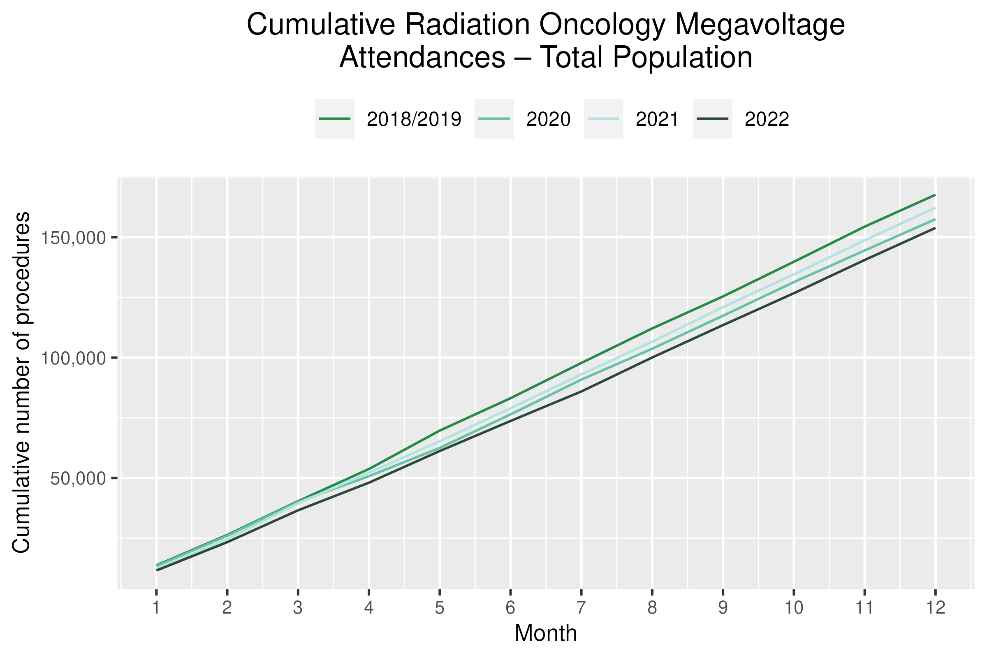 Cumulative Radiation Oncology Megavoltage
Attendances – Total Population
2018/2019 2020 2021 2022
Cumulative number of procedures
150,000
100,000
50,000
1 2 3 4 5 6 7 8 9 10 11 12
Month